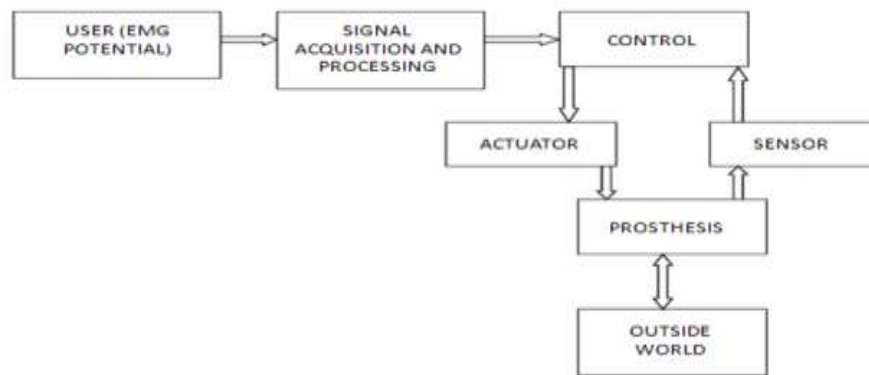 USER (EMG
POTENTIAL)
SIGNAL
ACQUISITION AND
PROCESSING
CONTROL
ACTUATOR
SENSOR
PROSTHESIS
OUTSIDE
WORLD